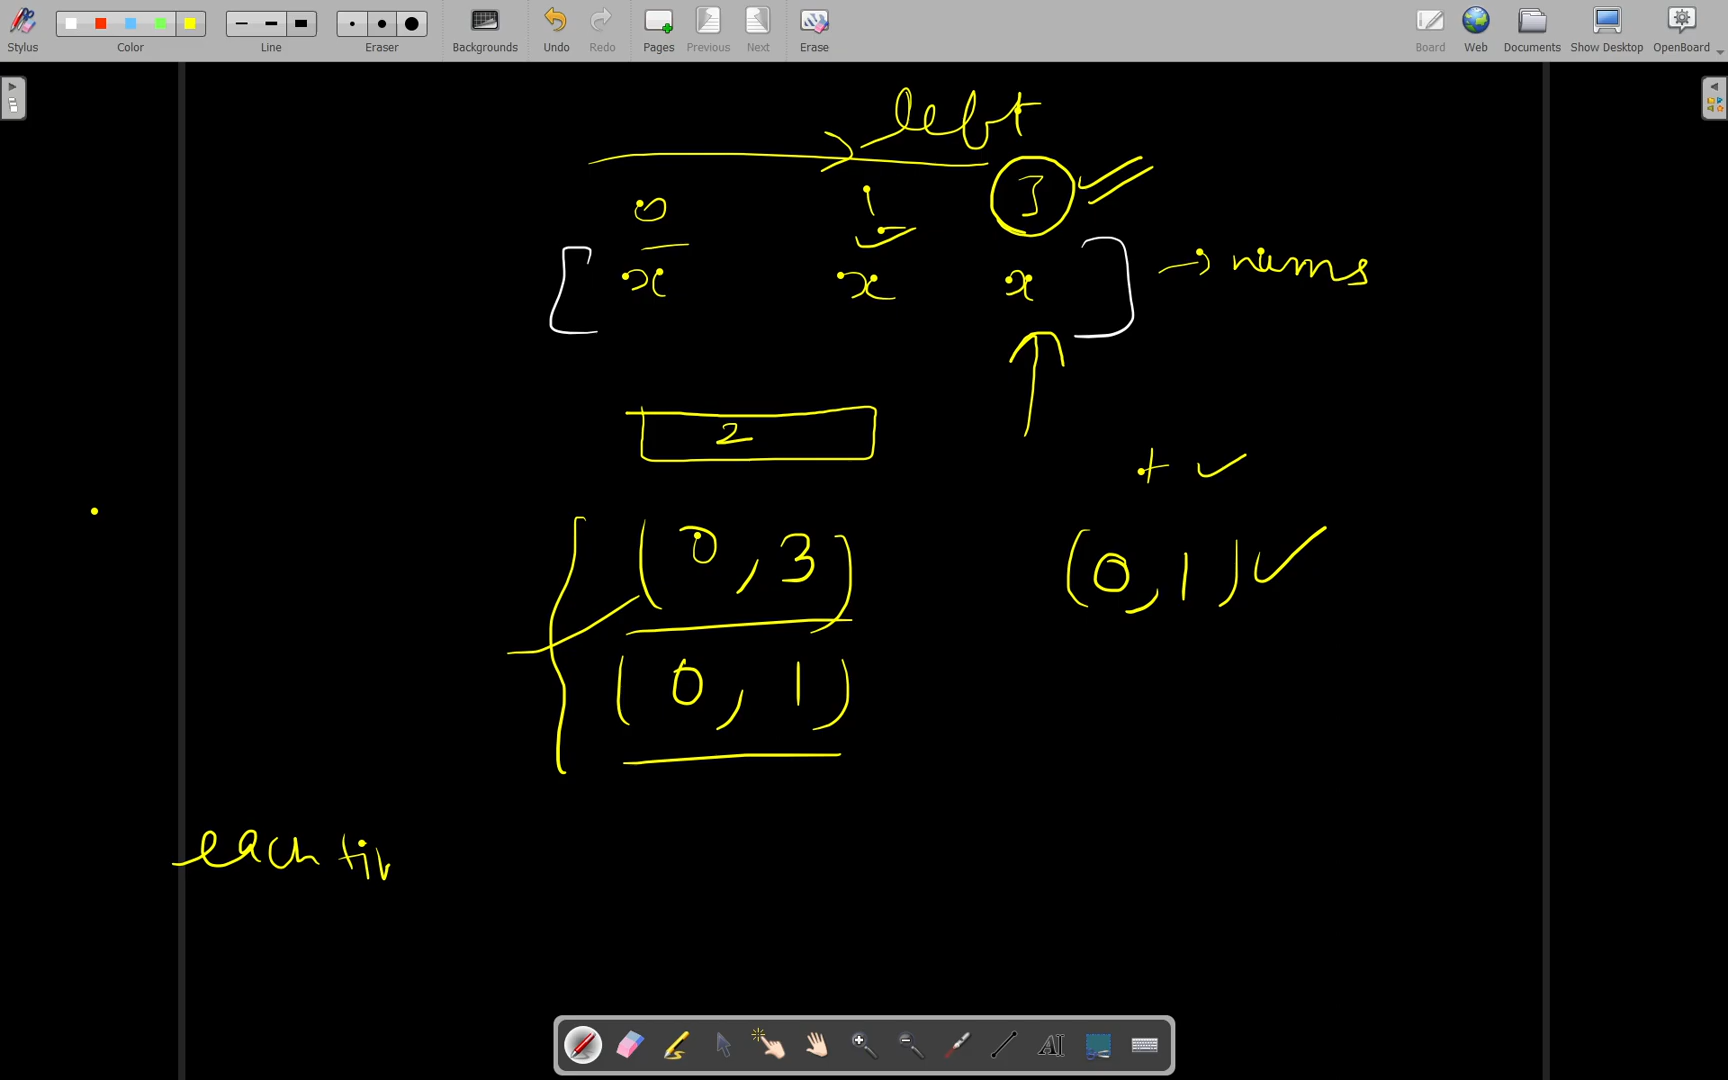 Stylus Color Line Eraser Backgrounds Undo Redo Pages Previous Next Erase Board Web Documents Show Desktop OpenBoard
left
0 1 3
x x x → nums
2
+ ✓
(0, 3) (0, 1) ✓
(0, 1)
each tin